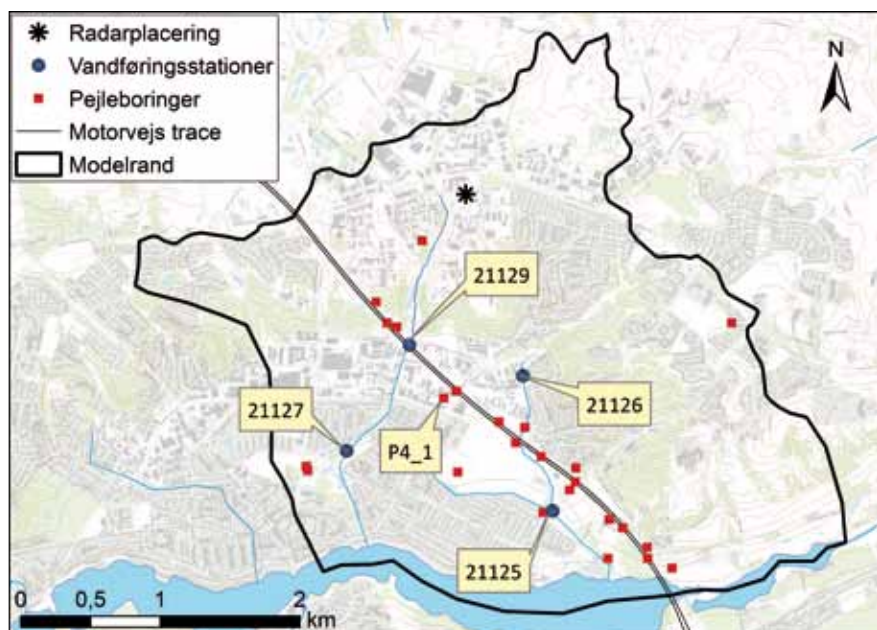 Radarplacering
Vandføringsstationer
Pejleboringer
Motorvejs trace
Modelrand
N
21129
21127
P4_1
21126
21125
0 0,5 1 2
km